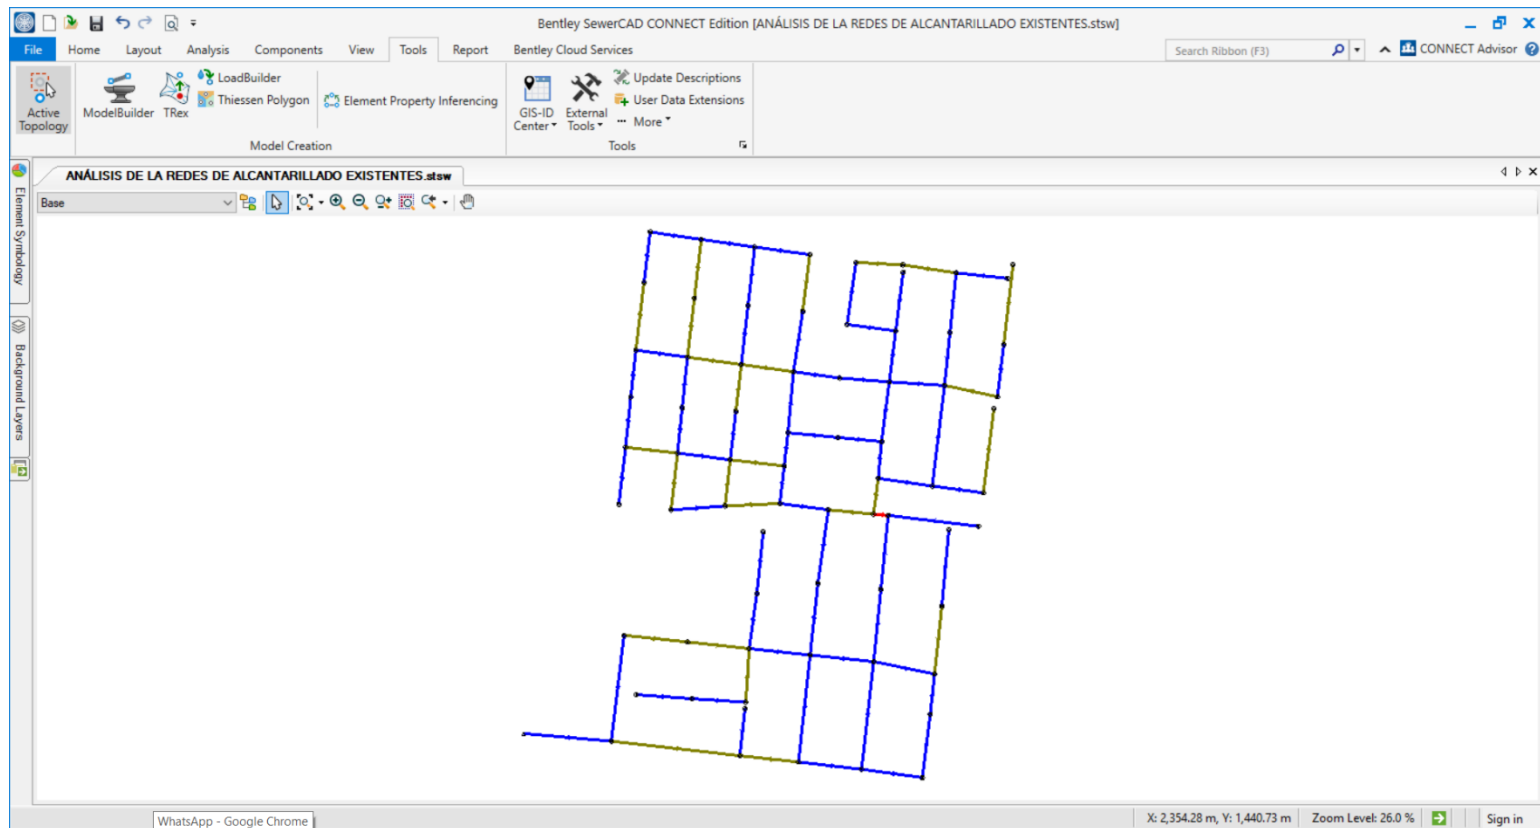 Bentley SewerCAD CONNECT Edition [ANÁLISIS DE LA REDES DE ALCANTARILLADO EXISTENTES.stsw]
File Home Layout Analysis Components View Tools Report Bentley Cloud Services Search Ribbon (F3) CONNECT Advisor
Active Topology
ModelBuilder
TRex
LoadBuilder
Thiessen Polygon
Element Property Inferencing
Model Creation
GIS-ID Center
External Tools
Update Descriptions
User Data Extensions
More
Tools
ANÁLISIS DE LA REDES DE ALCANTARILLADO EXISTENTES.stsw
Base
Element Symbology
Background Layers
WhatsApp - Google Chrome
X: 2,354.28 m, Y: 1,440.73 m Zoom Level: 26.0 % Sign in